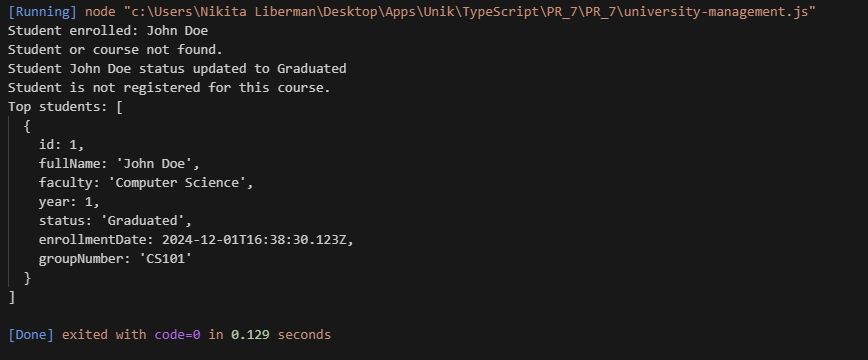 [Running] node "c:\Users\Nikita Liberman\Desktop\Apps\Unik\TypeScript\PR_7\PR_7\university-management.js"
Student enrolled: John Doe
Student or course not found.
Student John Doe status updated to Graduated
Student is not registered for this course.
Top students: [
  {
    id: 1,
    fullName: 'John Doe',
    faculty: 'Computer Science',
    year: 1,
    status: 'Graduated',
    enrollmentDate: 2024-12-01T16:38:30.123Z,
    groupNumber: 'CS101'
  }
]
[Done] exited with code=0 in 0.129 seconds